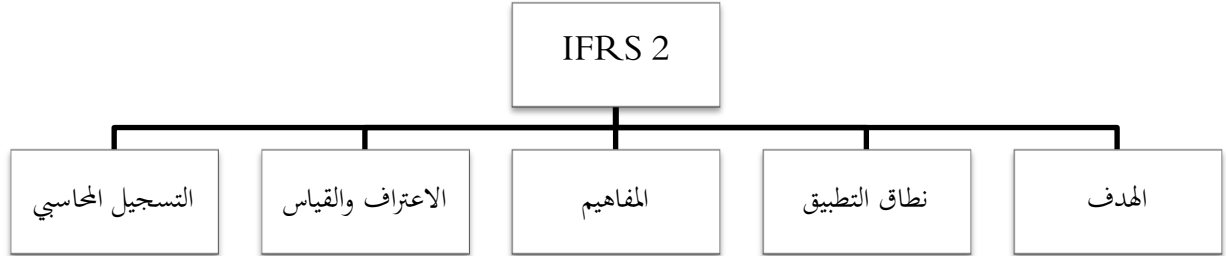 IFRS 2
الهدف
نطاق التطبيق
المفاهيم
الاعتراف والقياس
التسجيل المحاسبي